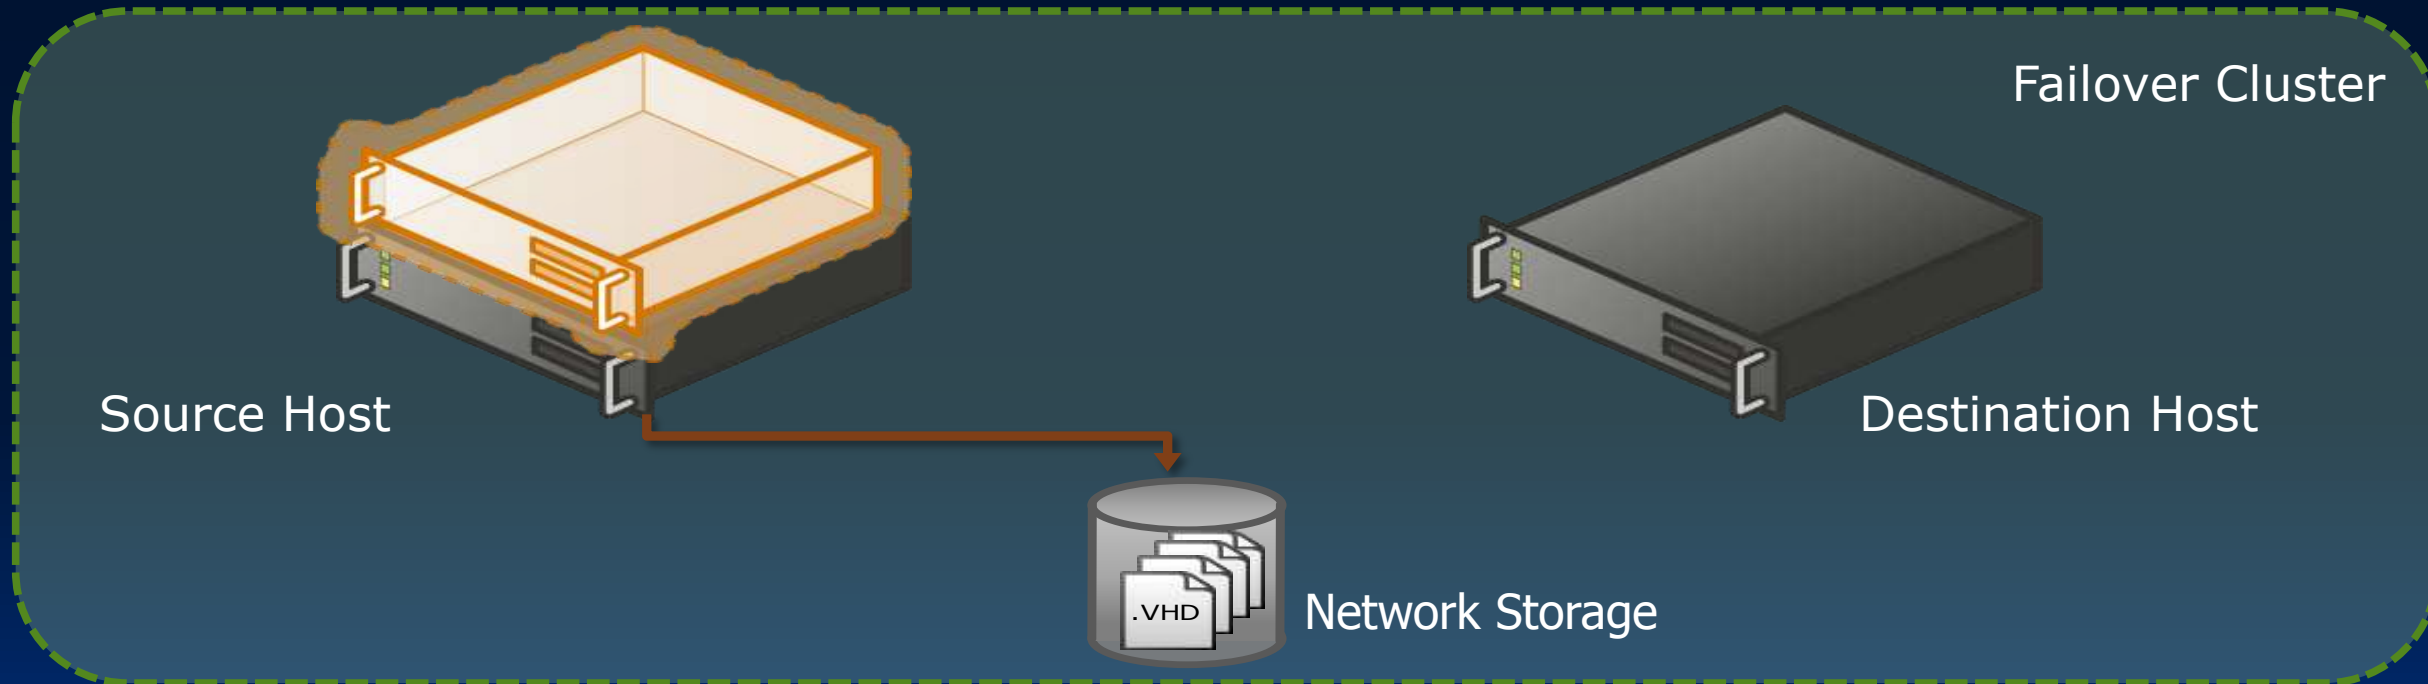 Failover Cluster
Source Host
Destination Host
.VHD
Network Storage